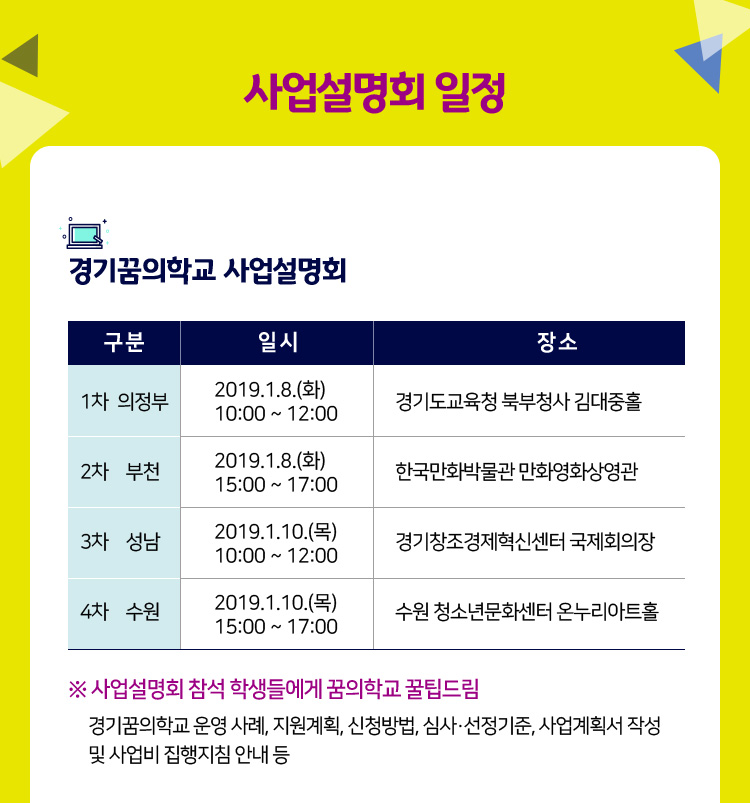 사업설명회 일정
경기꿈의학교 사업설명회
구분 일시 장소
1차 의정부 2019.1.8.(화) 10:00 ~ 12:00 경기도교육청 북부청사 김대중홀
2차 부천 2019.1.8.(화) 15:00 ~ 17:00 한국만화박물관 만화영화상영관
3차 성남 2019.1.10.(목) 10:00 ~ 12:00 경기창조경제혁신센터 국제회의장
4차 수원 2019.1.10.(목) 15:00 ~ 17:00 수원 청소년문화센터 온누리아트홀
※ 사업설명회 참석 학생들에게 꿈의학교 꿀팁드림
경기꿈의학교 운영 사례, 지원계획, 신청방법, 심사·선정기준, 사업계획서 작성
및 사업비 집행지침 안내 등